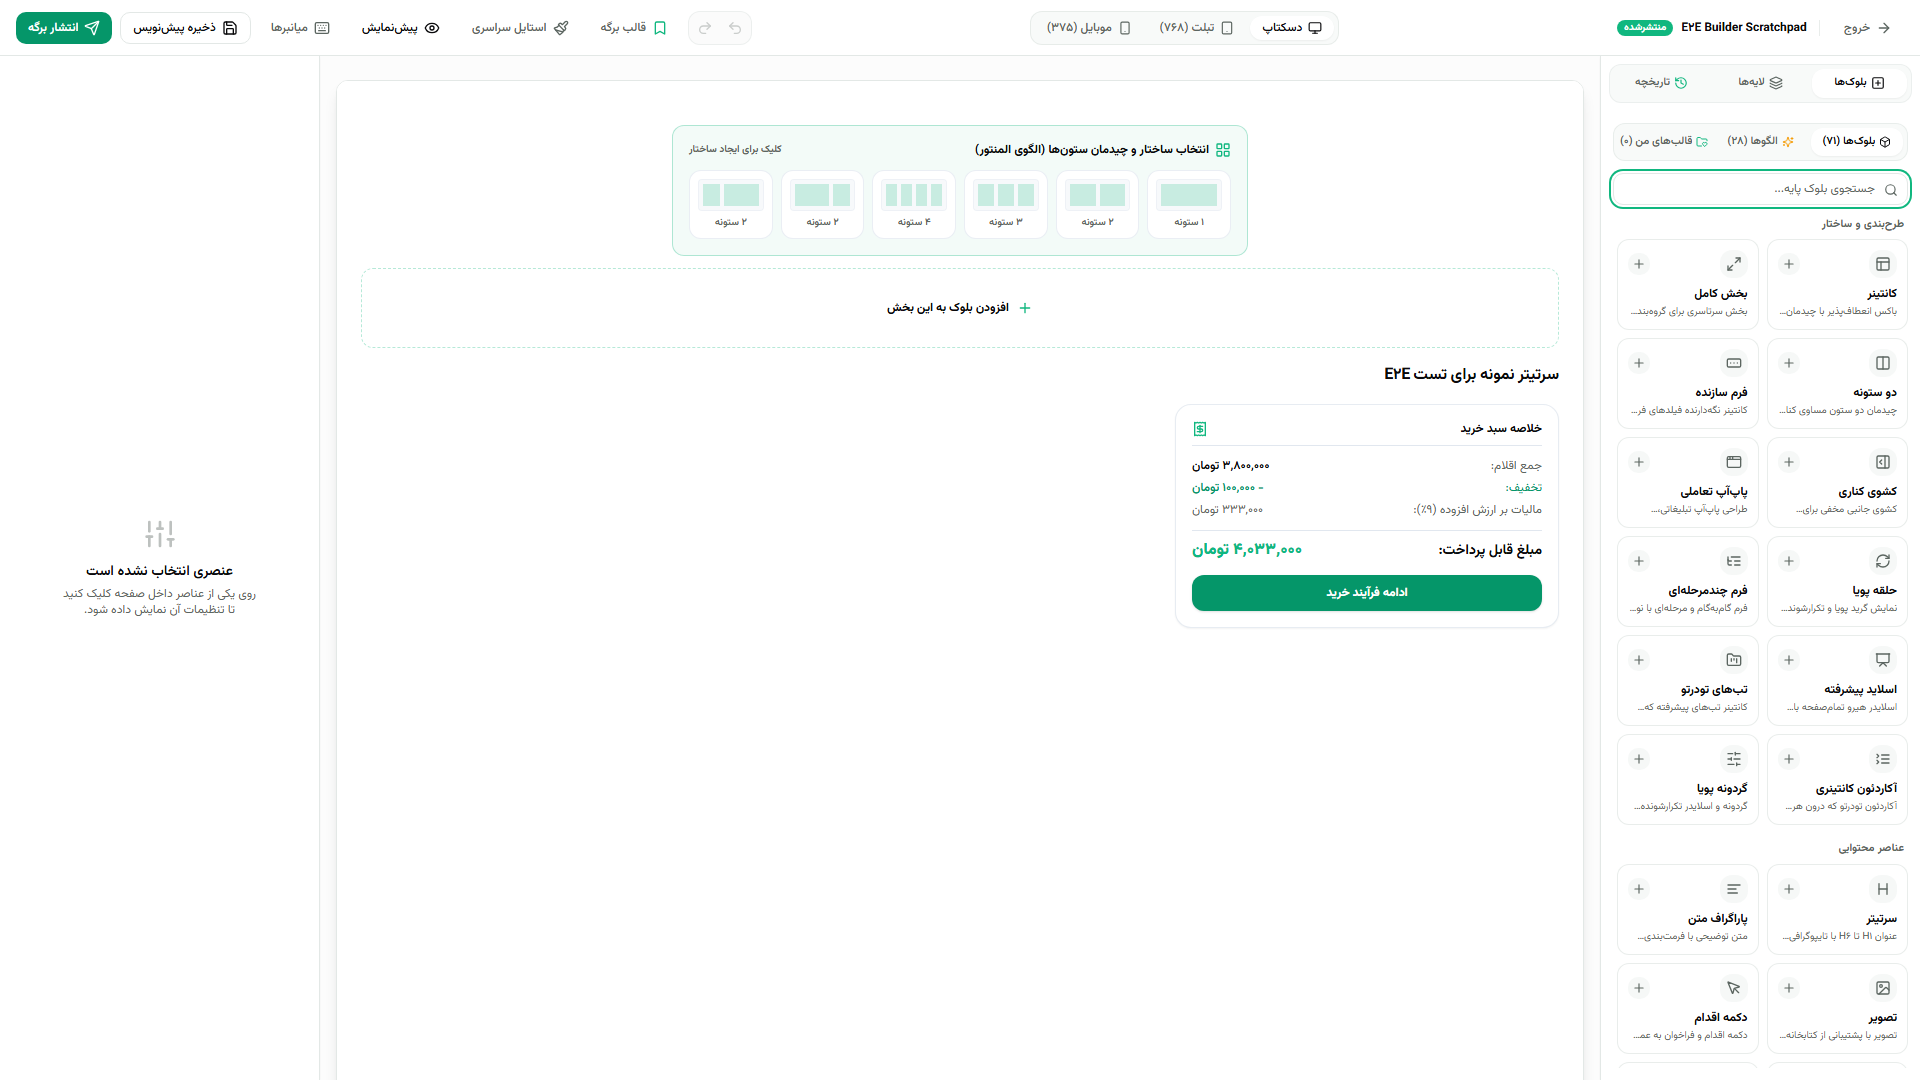 خروج
E2E Builder Scratchpad
منتشرشده
دسکتاپ
تبلت (۷۶۸)
موبایل (۳۷۵)
قالب برگه
استایل سراسری
پیش‌نمایش
میانبرها
ذخیره پیش‌نویس
انتشار برگه
بلوک‌ها
لایه‌ها
تاریخچه
بلوک‌ها (۷۱)
الگوها (۲۸)
قالب‌های من (۰)
جستجوی بلوک پایه...
طرح‌بندی و ساختار
کانتینر
باکس انعطاف‌پذیر با چیدمان...
بخش کامل
بخش سرتاسری برای گروه‌بند...
دو ستونه
چیدمان دو ستون مساوی کنا...
فرم سازنده
کانتینر نگه‌دارنده فیلدهای فر...
کشوی کناری
کشوی جانبی مخفی برای...
پاپ‌آپ تعاملی
طراحی پاپ‌آپ تبلیغاتی،...
حلقه پویا
نمایش گرید پویا و تکرارشوند...
فرم چندمرحله‌ای
فرم گام‌به‌گام و مرحله‌ای با نو...
اسلاید پیشرفته
اسلایدر هیرو تمام‌صفحه با...
تب‌های تودرتو
کانتینر تب‌های پیشرفته که...
آکاردئون کانتینری
آکاردئون تودرتو که درون هر...
گردونه پویا
گردونه و اسلایدر تکرارشونده...
عناصر محتوایی
سرتیتر
عنوان H1 تا H6 با تایپوگرافی...
پاراگراف متن
متن توضیحی با فرمت‌بندی...
تصویر
تصویر با پشتیبانی از کتابخانه...
دکمه اقدام
دکمه اقدام و فراخوان به عم...
انتخاب ساختار و چیدمان ستون‌ها (الگوی المنتور)
کلیک برای ایجاد ساختار
۱ ستونه
۲ ستونه
۳ ستونه
۴ ستونه
۲ ستونه
۲ ستونه
افزودن بلوک به این بخش
سرتیتر نمونه برای تست E2E
خلاصه سبد خرید
جمع اقلام:
۳,۸۰۰,۰۰۰ تومان
تخفیف:
- ۱۰۰,۰۰۰ تومان
مالیات بر ارزش افزوده (۹٪):
۳۳۳,۰۰۰ تومان
مبلغ قابل پرداخت:
۴,۰۳۳,۰۰۰ تومان
ادامه فرآیند خرید
عنصری انتخاب نشده است
روی یکی از عناصر داخل صفحه کلیک کنید
تا تنظیمات آن نمایش داده شود.